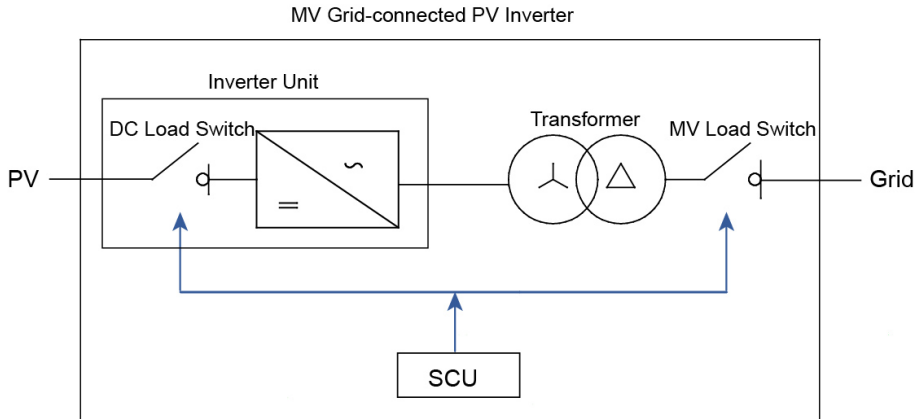 MV Grid-connected PV Inverter
Inverter Unit
DC Load Switch
Transformer
MV Load Switch
PV
Grid
SCU